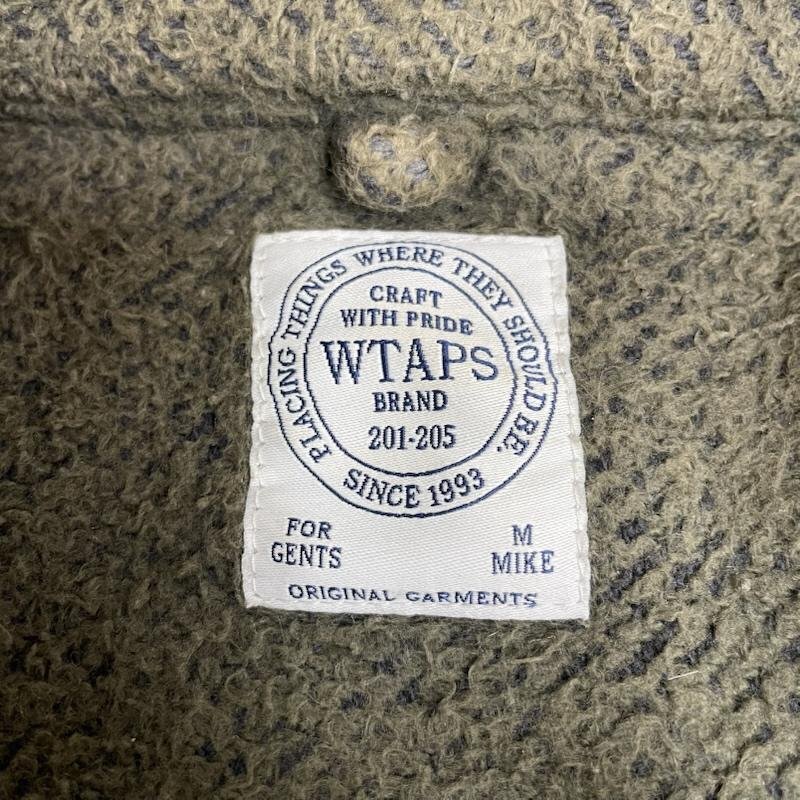 PLACING THINGS WHERE THEY SHOULD BE.
CRAFT
WITH PRIDE
WTAPS
BRAND
201-205
SINCE 1993
FOR
GENTS
M
MIKE
ORIGINAL GARMENTS